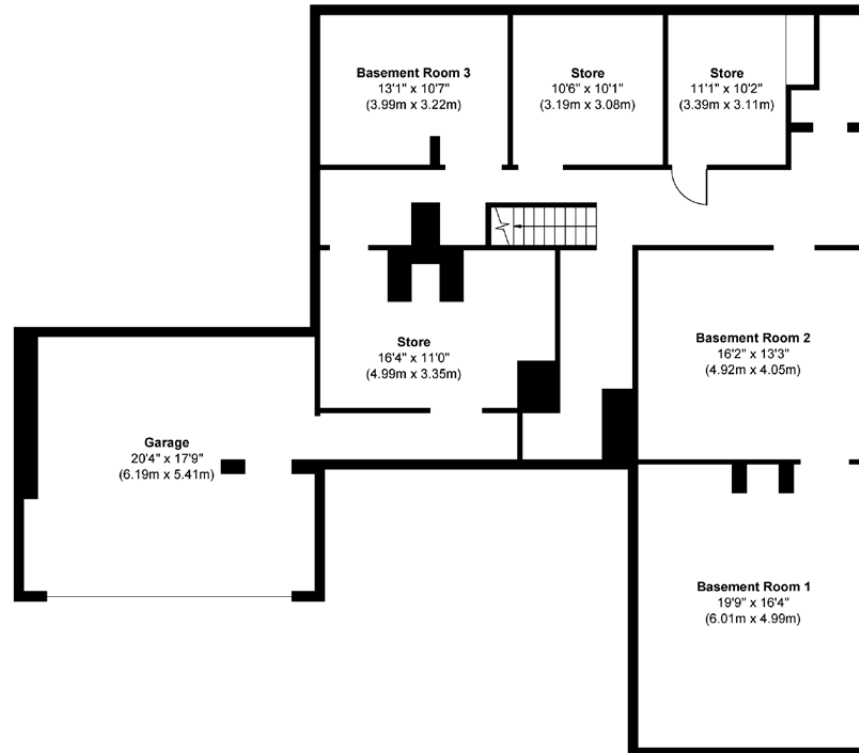 Basement Room 3
13'1" x 10'7"
(3.99m x 3.22m)
Store
10'6" x 10'1"
(3.19m x 3.08m)
Store
11'1" x 10'2"
(3.39m x 3.11m)
Store
16'4" x 11'0"
(4.99m x 3.35m)
Basement Room 2
16'2" x 13'3"
(4.92m x 4.05m)
Garage
20'4" x 17'9"
(6.19m x 5.41m)
Basement Room 1
19'9" x 16'4"
(6.01m x 4.99m)